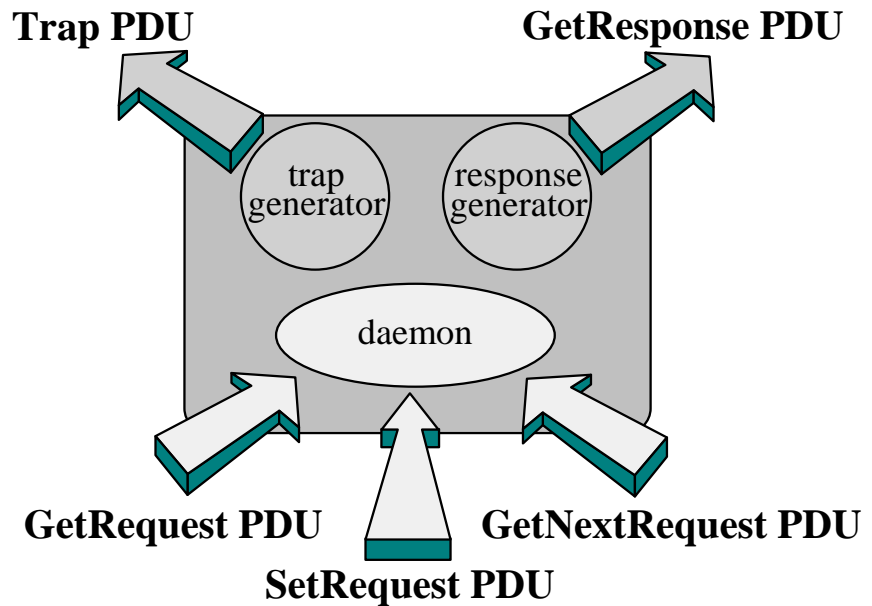 Trap PDU
GetResponse PDU
trap
generator
response
generator
daemon
GetRequest PDU
GetNextRequest PDU
SetRequest PDU